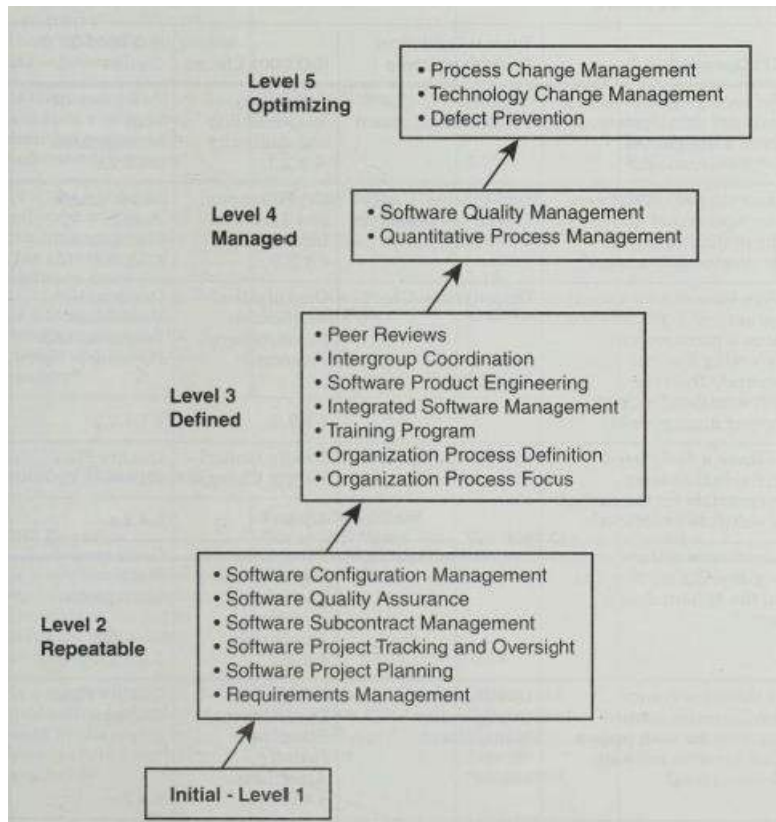 Level 5
Optimizing
• Process Change Management
• Technology Change Management
• Defect Prevention
Level 4
Managed
• Software Quality Management
• Quantitative Process Management
Level 3
Defined
• Peer Reviews
• Intergroup Coordination
• Software Product Engineering
• Integrated Software Management
• Training Program
• Organization Process Definition
• Organization Process Focus
Level 2
Repeatable
• Software Configuration Management
• Software Quality Assurance
• Software Subcontract Management
• Software Project Tracking and Oversight
• Software Project Planning
• Requirements Management
Initial - Level 1